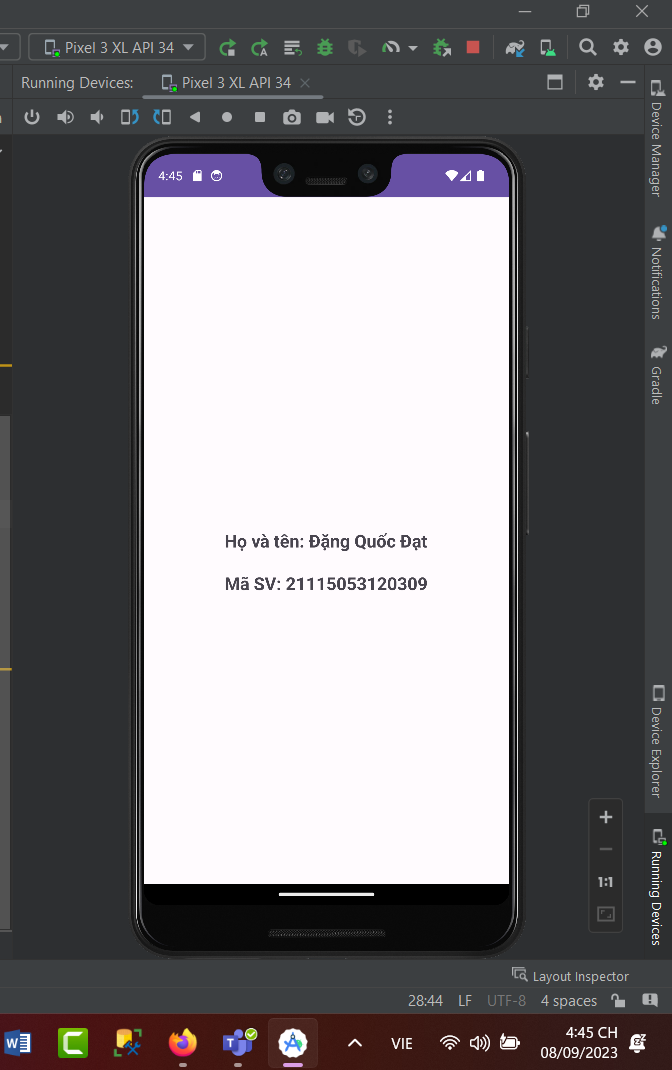 Pixel 3 XL API 34
Running Devices:
Pixel 3 XL API 34
4:45
Họ và tên: Đặng Quốc Đạt
Mã SV: 21115053120309
Device Manager
Notifications
Gradle
Device Explorer
Running Devices
1:1
Layout Inspector
28:44 LF UTF-8 4 spaces
VIE
4:45 CH
08/09/2023